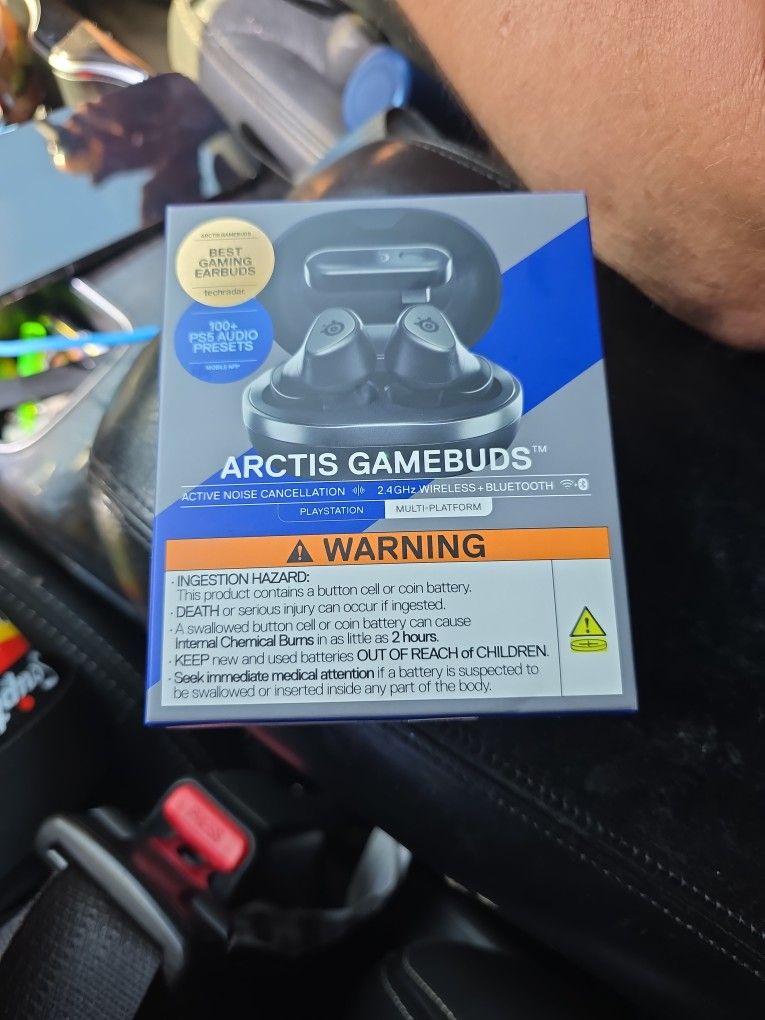 ARCTIS GAMEBUDS
BEST
GAMING
EARBUDS
techradar.
100+
PS5 AUDIO
PRESETS
MOBILE APP
ARCTIS GAMEBUDS™
ACTIVE NOISE CANCELLATION 2.4GHz WIRELESS + BLUETOOTH
PLAYSTATION MULTI-PLATFORM
WARNING
· INGESTION HAZARD:
This product contains a button cell or coin battery.
· DEATH or serious injury can occur if ingested.
· A swallowed button cell or coin battery can cause
Internal Chemical Burns in as little as 2 hours.
· KEEP new and used batteries OUT OF REACH of CHILDREN.
· Seek immediate medical attention if a battery is suspected to
be swallowed or inserted inside any part of the body.
PRESS